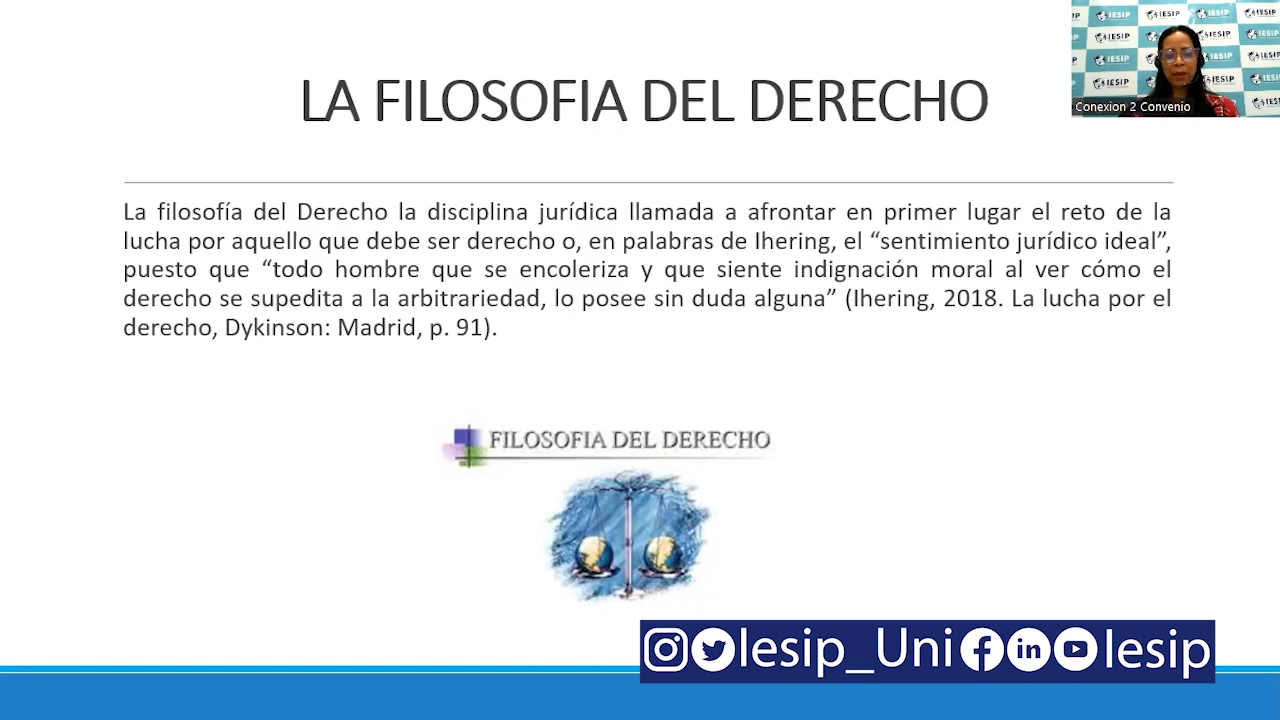 LA FILOSOFIA DEL DERECHO
La filosofía del Derecho la disciplina jurídica llamada a afrontar en primer lugar el reto de la
lucha por aquello que debe ser derecho o, en palabras de Ihering, el “sentimiento jurídico ideal”,
puesto que “todo hombre que se encoleriza y que siente indignación moral al ver cómo el
derecho se supedita a la arbitrariedad, lo posee sin duda alguna” (Ihering, 2018. La lucha por el
derecho, Dykinson: Madrid, p. 91).
FILOSOFIA DEL DERECHO
Iesip_Uni
Iesip
IESIP
Conexion 2 Convenio